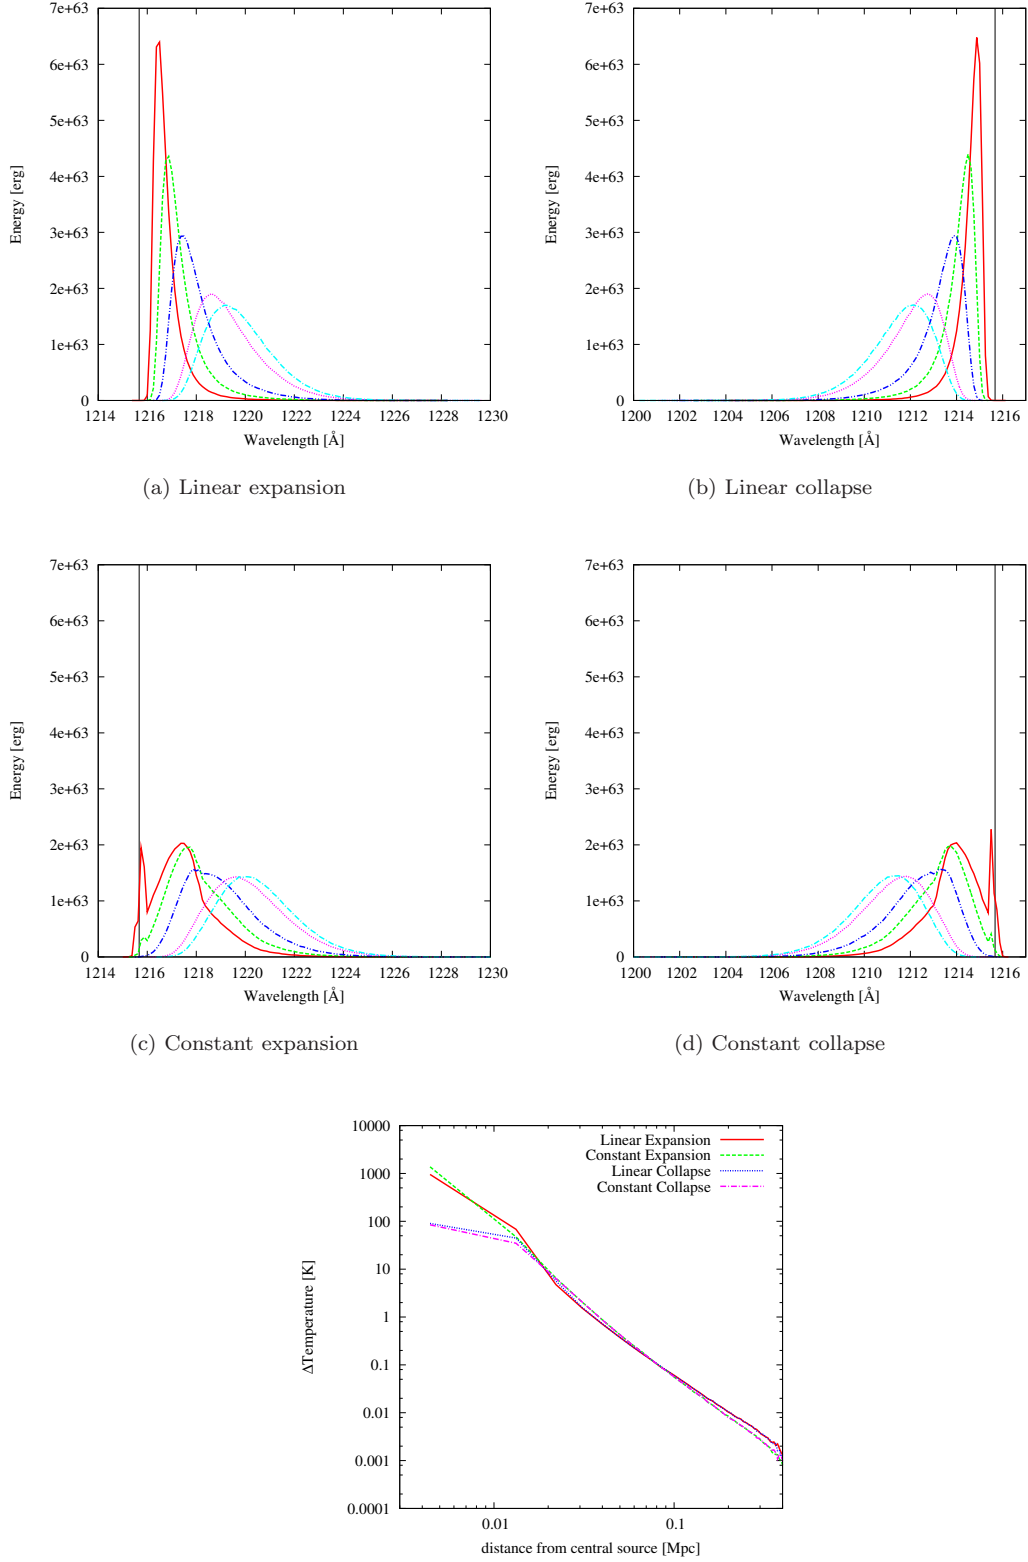 7e+63 7e+63
6e+63 6e+63
5e+63 5e+63
4e+63 4e+63
3e+63 3e+63
2e+63 2e+63
1e+63 1e+63
0 0
Energy [erg] Energy [erg]
1214 1216 1218 1220 1222 1224 1226 1228 1230 1200 1202 1204 1206 1208 1210 1212 1214 1216
Wavelength [Å] Wavelength [Å]
(a) Linear expansion (b) Linear collapse
7e+63 7e+63
6e+63 6e+63
5e+63 5e+63
4e+63 4e+63
3e+63 3e+63
2e+63 2e+63
1e+63 1e+63
0 0
Energy [erg] Energy [erg]
1214 1216 1218 1220 1222 1224 1226 1228 1230 1200 1202 1204 1206 1208 1210 1212 1214 1216
Wavelength [Å] Wavelength [Å]
(c) Constant expansion (d) Constant collapse
10000
1000
100
10
1
0.1
0.01
0.001
0.0001
ΔTemperature [K]
Linear Expansion
Constant Expansion
Linear Collapse
Constant Collapse
0.01 0.1
distance from central source [Mpc]